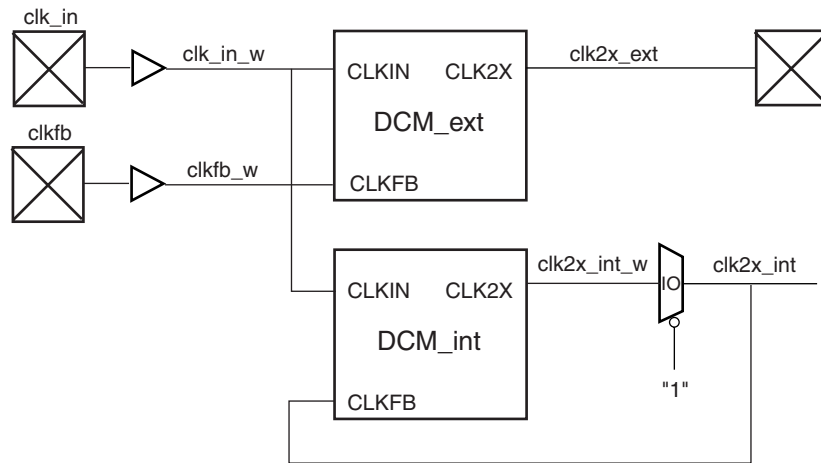 clk_in
clk_in_w
CLKIN CLK2X
clk2x_ext
DCM_ext
clkfb
clkfb_w
CLKFB
clk2x_int_w
clk2x_int
CLKIN CLK2X
IO
DCM_int
"1"
CLKFB